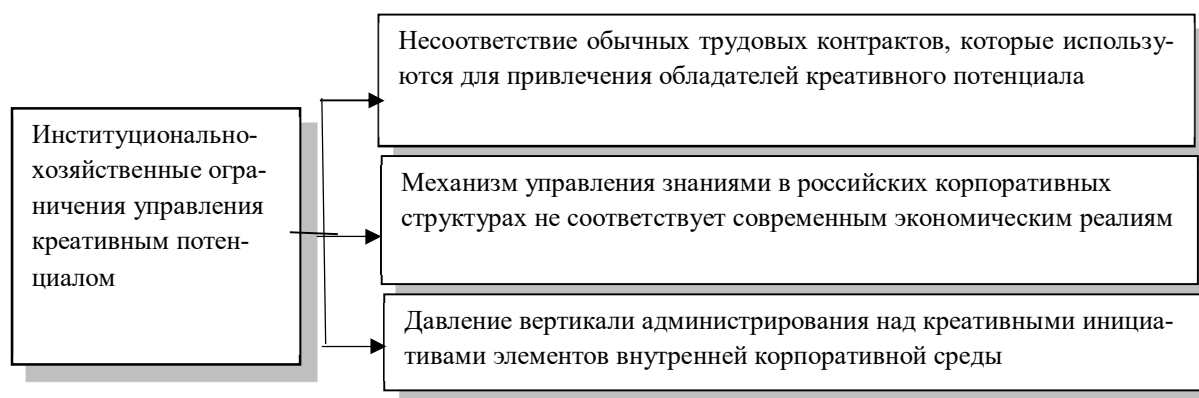 Институционально-
хозяйственные огра-
ничения управления
креативным потен-
циалом
Несоответствие обычных трудовых контрактов, которые использу-
ются для привлечения обладателей креативного потенциала
Механизм управления знаниями в российских корпоративных
структурах не соответствует современным экономическим реалиям
Давление вертикали администрирования над креативными инициа-
тивами элементов внутренней корпоративной среды